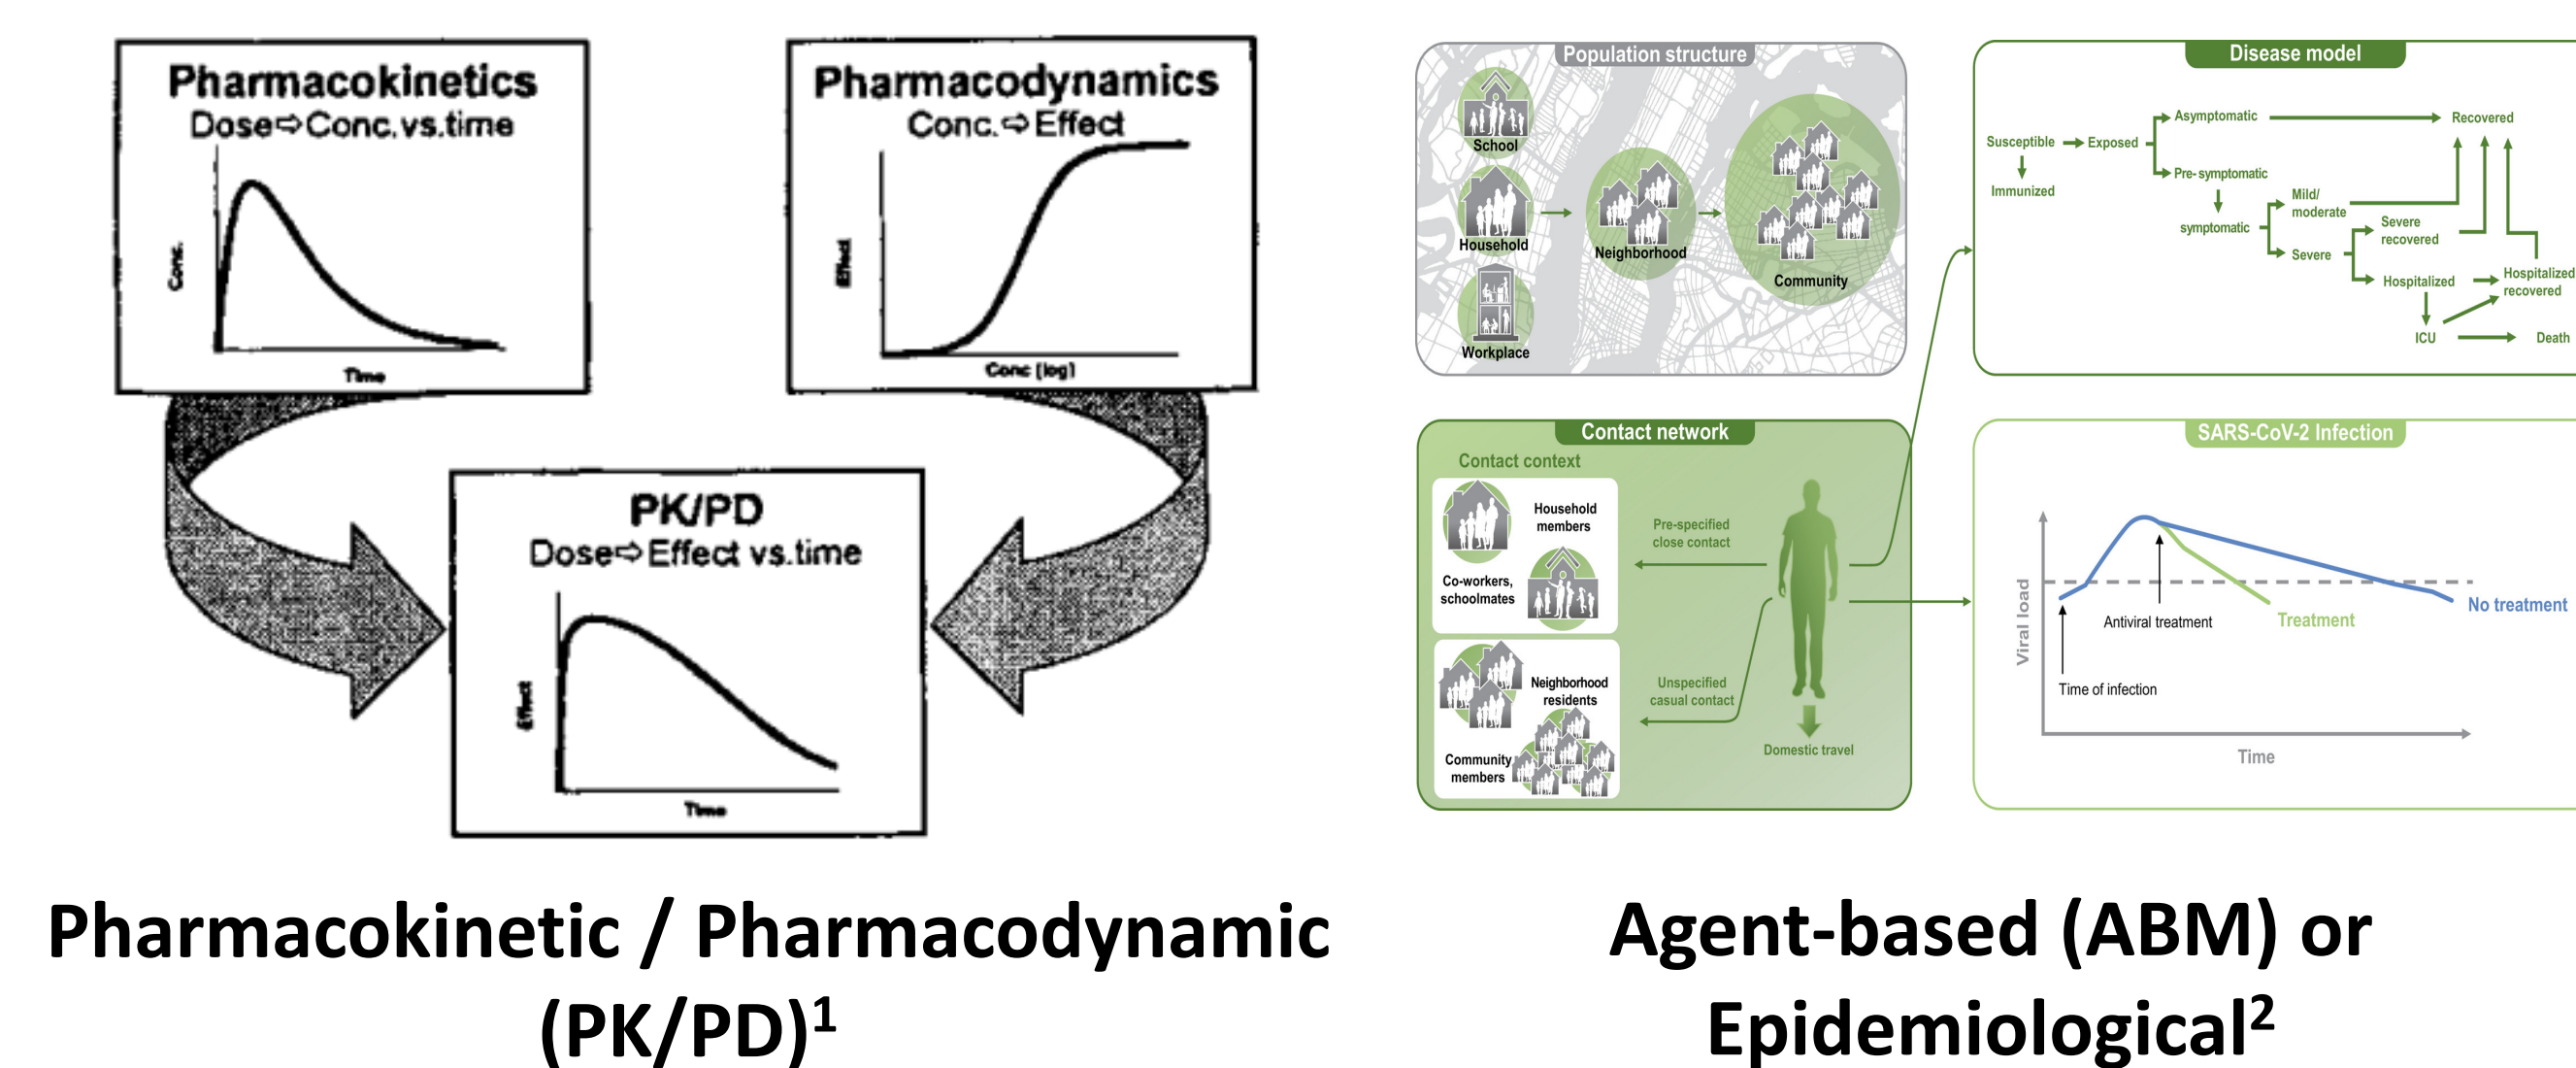 Pharmacokinetics
Dose⇨Conc.vs.time
Conc.
Time
Pharmacodynamics
Conc.⇨Effect
Effect
Conc (log)
PK/PD
Dose⇨Effect vs.time
Effect
Time
Pharmacokinetic / Pharmacodynamic
(PK/PD)¹
Population structure
School
Household
Workplace
Neighborhood
Community
Disease model
Susceptible
Immunized
Exposed
Asymptomatic
Recovered
Pre-symptomatic
symptomatic
Mild/
moderate
Severe
Severe
recovered
Hospitalized
Hospitalized
recovered
ICU
Death
Contact network
Contact context
Household
members
Co-workers,
schoolmates
Pre-specified
close contact
Neighborhood
residents
Community
members
Unspecified
casual contact
Domestic travel
SARS-CoV-2 Infection
Viral load
Antiviral treatment
Treatment
No treatment
Time of infection
Time
Agent-based (ABM) or
Epidemiological²